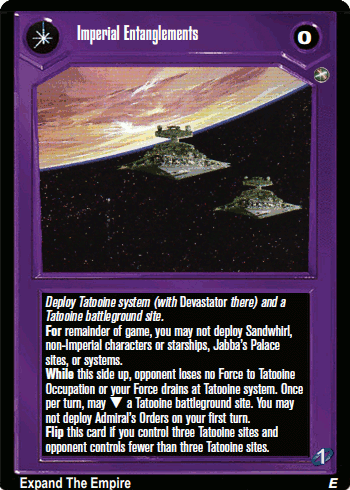 Imperial Entanglements
0
Deploy Tatooine system (with Devastator there) and a
Tatooine battleground site.
For remainder of game, you may not deploy Sandwhirl,
non-Imperial characters or starships, Jabba's Palace
sites, or systems.
While this side up, opponent loses no Force to Tatooine
Occupation or your Force drains at Tatooine system. Once
per turn, may ▼ a Tatooine battleground site. You may
not deploy Admiral's Orders on your first turn.
Flip this card if you control three Tatooine sites and
opponent controls fewer than three Tatooine sites.
1
Expand The Empire E